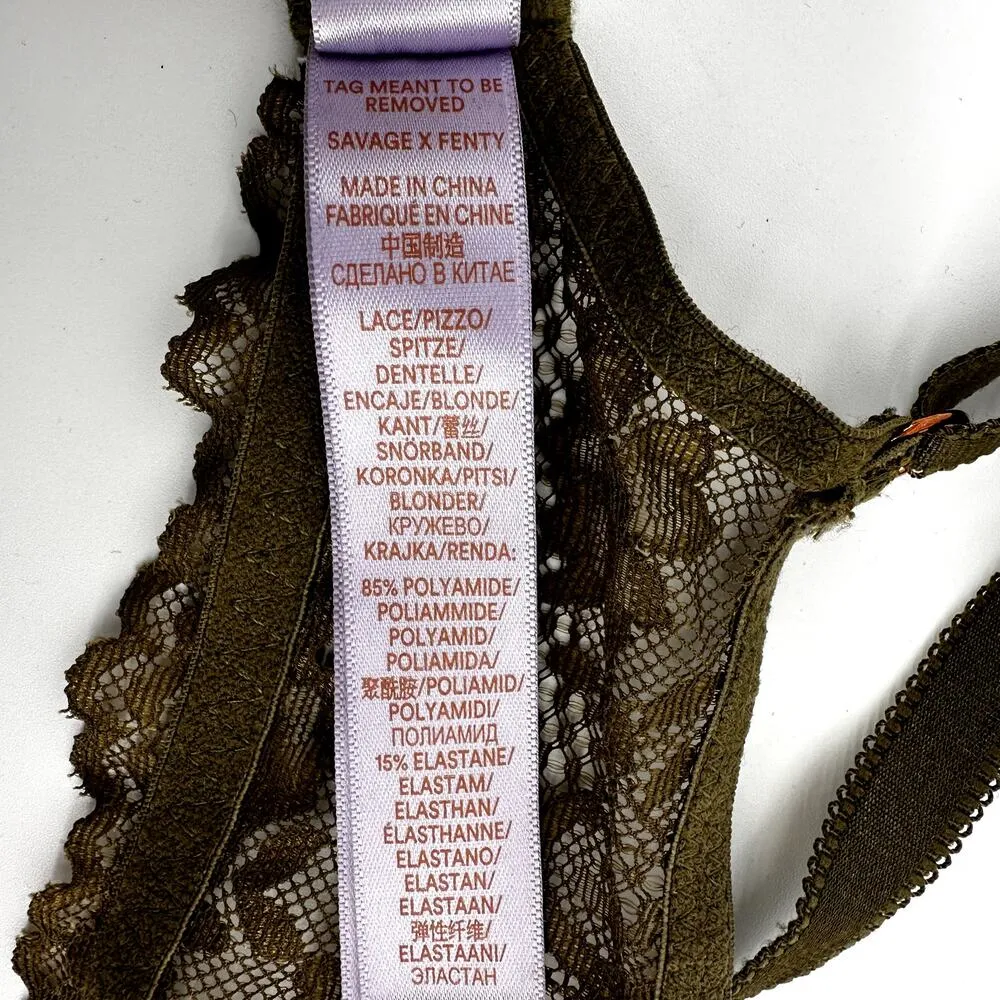 TAG MEANT TO BE
REMOVED
SAVAGE X FENTY
MADE IN CHINA
FABRIQUÉ EN CHINE
中国制造
СДЕЛАНО В КИТАЕ
LACE/PIZZO/
SPITZE/
DENTELLE/
ENCAJE/BLONDE/
KANT/蕾丝/
SNÖRBAND/
KORONKA/PITSI/
BLONDER/
КРУЖЕВО/
KRAJKA/RENDA:
85% POLYAMIDE/
POLIAMMIDE/
POLYAMID/
POLIAMIDA/
聚酰胺/POLIAMID/
POLYAMIDI/
ПОЛИАМИД
15% ELASTANE/
ELASTAM/
ELASTHAN/
ÉLASTHANNE/
ELASTANO/
ELASTAN/
ELASTAAN/
弹性纤维/
ELASTAANI/
ЭЛАСТАН